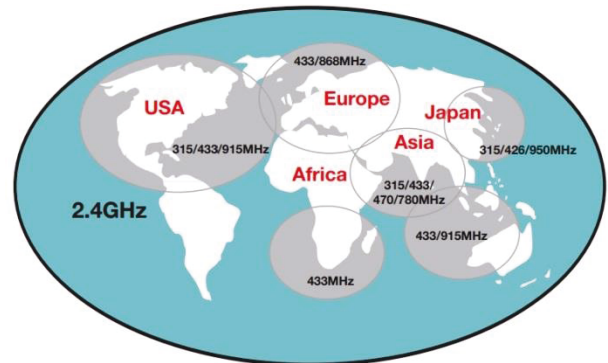 433/868MHz
USA
Europe
Japan
315/433/915MHz
Asia
315/426/950MHz
Africa
315/433/
470/780MHz
2.4GHz
433/915MHz
433MHz